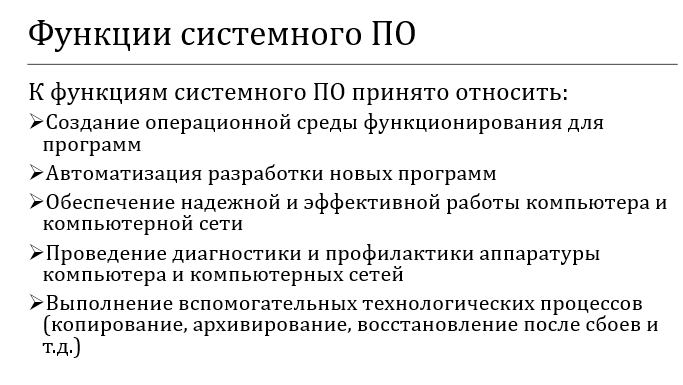 Функции системного ПО
К функциям системного ПО принято относить:
➢Создание операционной среды функционирования для
программ
➢Автоматизация разработки новых программ
➢Обеспечение надежной и эффективной работы компьютера и
компьютерной сети
➢Проведение диагностики и профилактики аппаратуры
компьютера и компьютерных сетей
➢Выполнение вспомогательных технологических процессов
(копирование, архивирование, восстановление после сбоев и
т.д.)